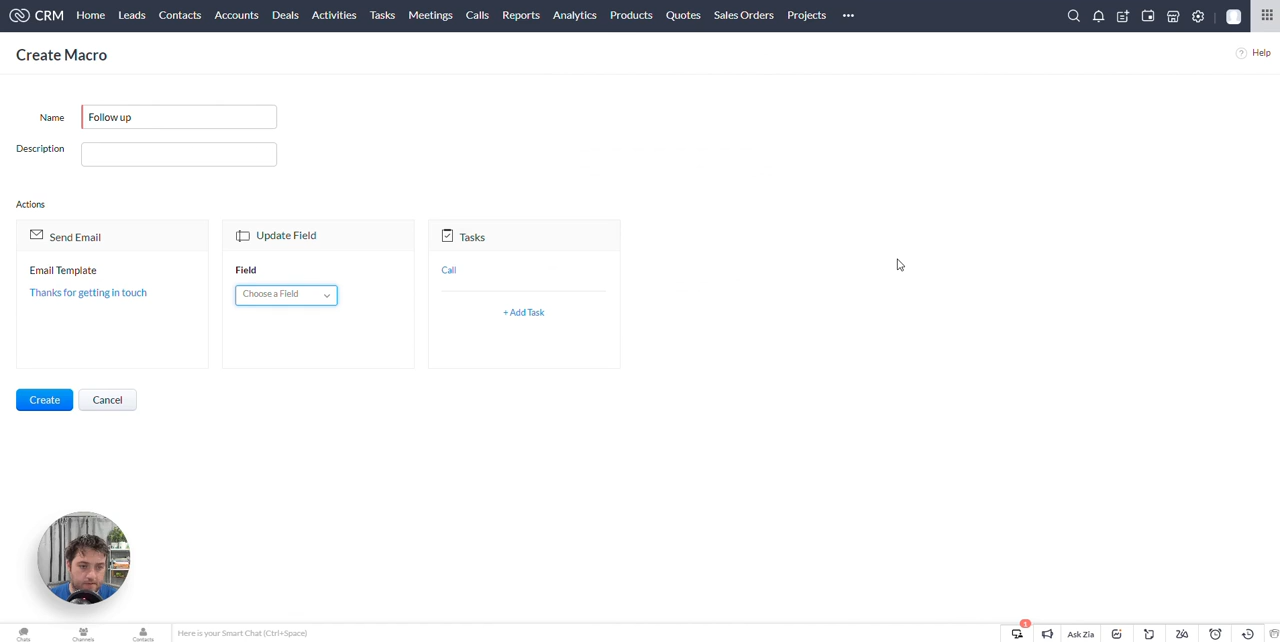 CRM Home Leads Contacts Accounts Deals Activities Tasks Meetings Calls Reports Analytics Products Quotes Sales Orders Projects •••
Create Macro
? Help
Name Follow up
Description
Actions
Send Email
Update Field
Tasks
Email Template
Field
Call
Thanks for getting in touch
Choose a Field
+ Add Task
Create Cancel
1
Chats Channels Contacts Here is your Smart Chat (Ctrl+Space) Ask Zia